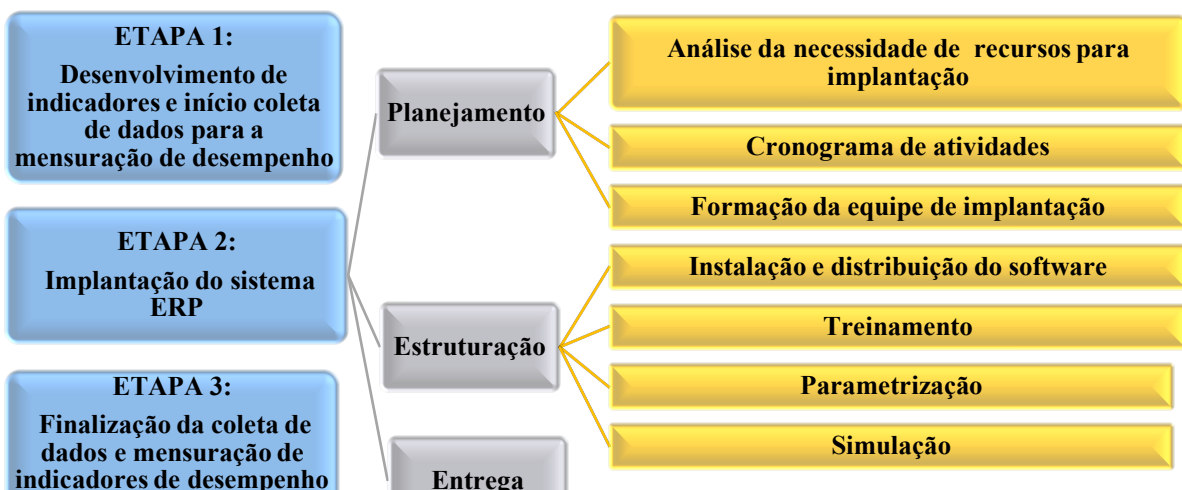 ETAPA 1:
Desenvolvimento de
indicadores e início coleta
de dados para a
mensuração de desempenho
ETAPA 2:
Implantação do sistema
ERP
ETAPA 3:
Finalização da coleta de
dados e mensuração de
indicadores de desempenho
Planejamento
Estruturação
Entrega
Análise da necessidade de recursos para
implantação
Cronograma de atividades
Formação da equipe de implantação
Instalação e distribuição do software
Treinamento
Parametrização
Simulação